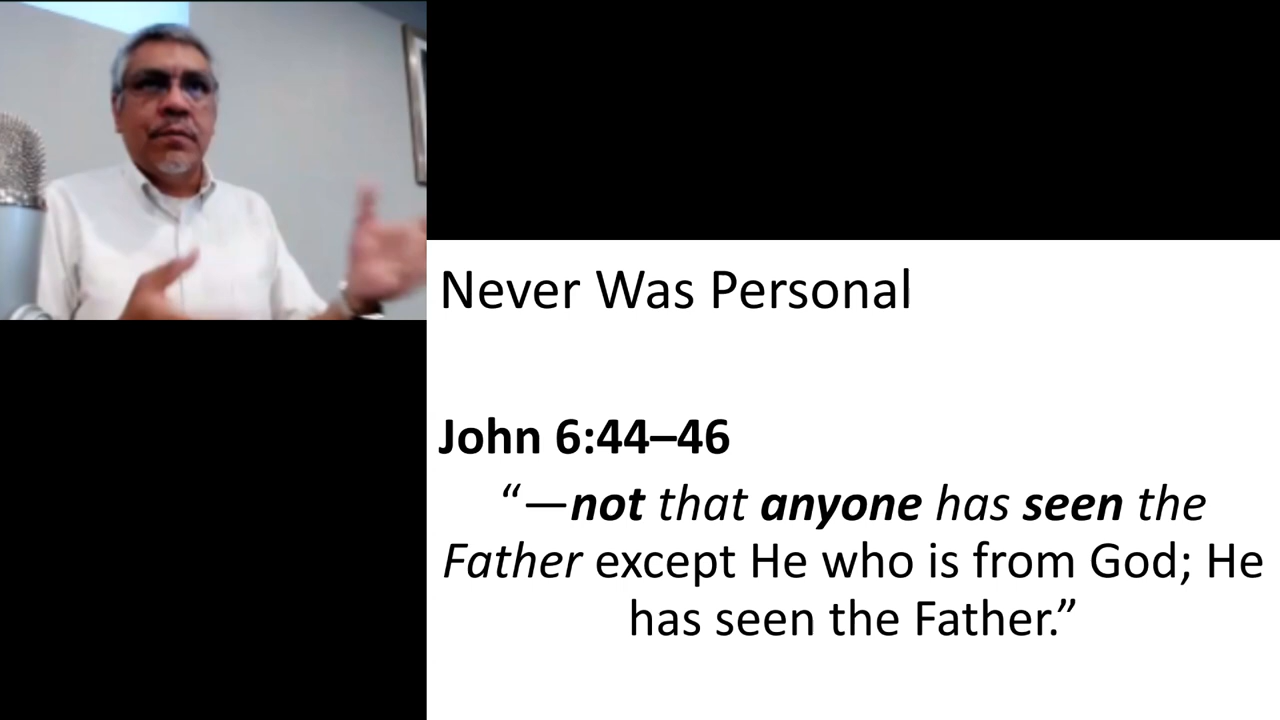 Never Was Personal
John 6:44–46
“—not that anyone has seen the
Father except He who is from God; He
has seen the Father.”